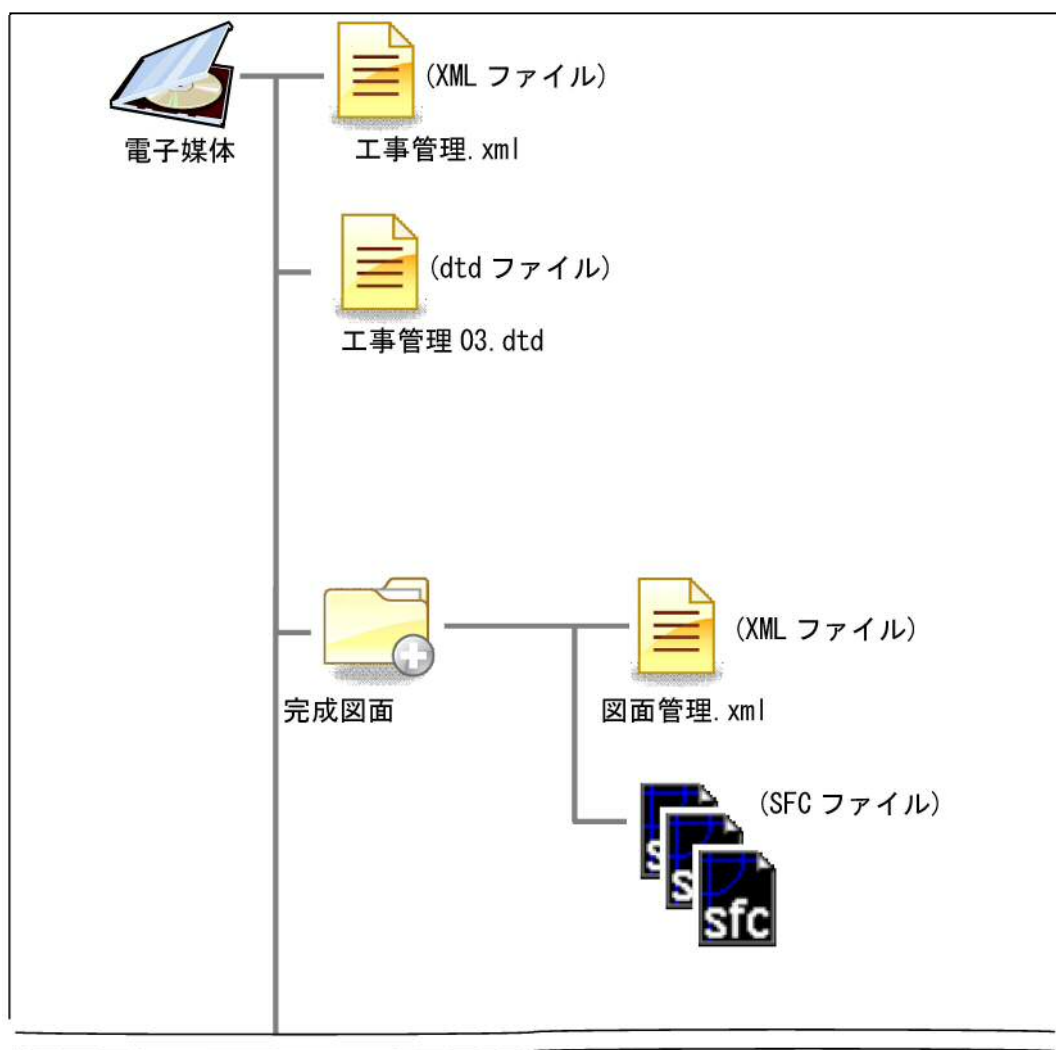 (XML ファイル)
電子媒体
工事管理.xml
(dtd ファイル)
工事管理 03.dtd
(XML ファイル)
完成図面
図面管理.xml
(SFC ファイル)
s
s
sfc